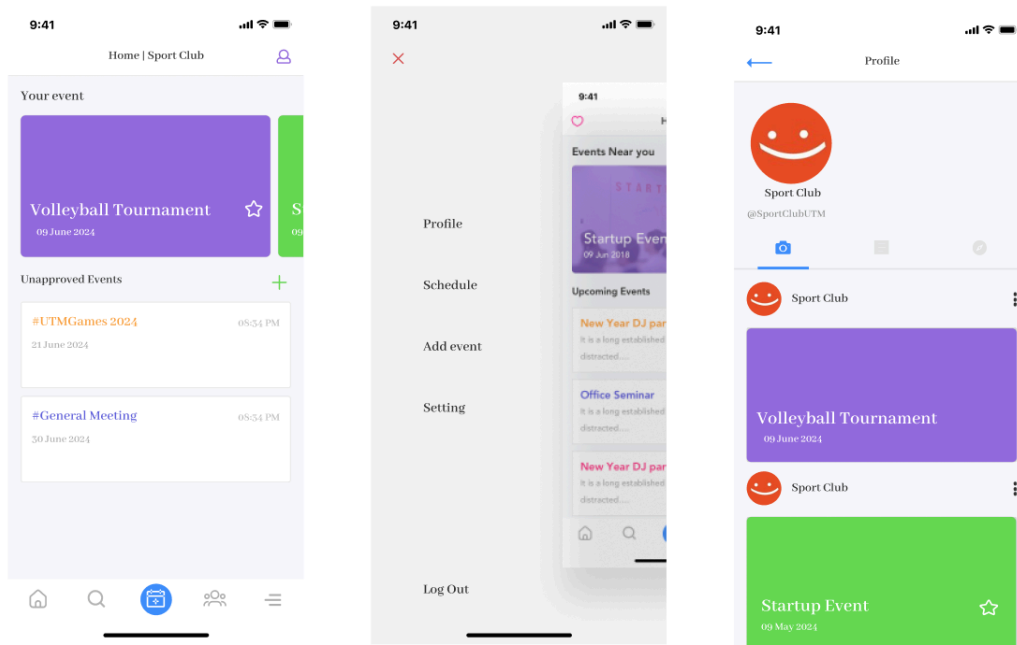 9:41
Home | Sport Club
Your event
Volleyball Tournament
09 June 2024
S
09
Unapproved Events
#UTMGames 2024
08:34 PM
21 June 2024
#General Meeting
08:34 PM
30 June 2024
9:41
Profile
Schedule
Add event
Setting
Log Out
9:41
H
Events Near you
START
Startup Even
09 Jun 2018
Upcoming Events
New Year DJ par
It is a long established
distracted....
Office Seminar
It is a long established
distracted....
New Year DJ par
It is a long established
distracted....
9:41
Profile
Sport Club
@SportClubUTM
Sport Club
Volleyball Tournament
09 June 2024
Sport Club
Startup Event
09 May 2024